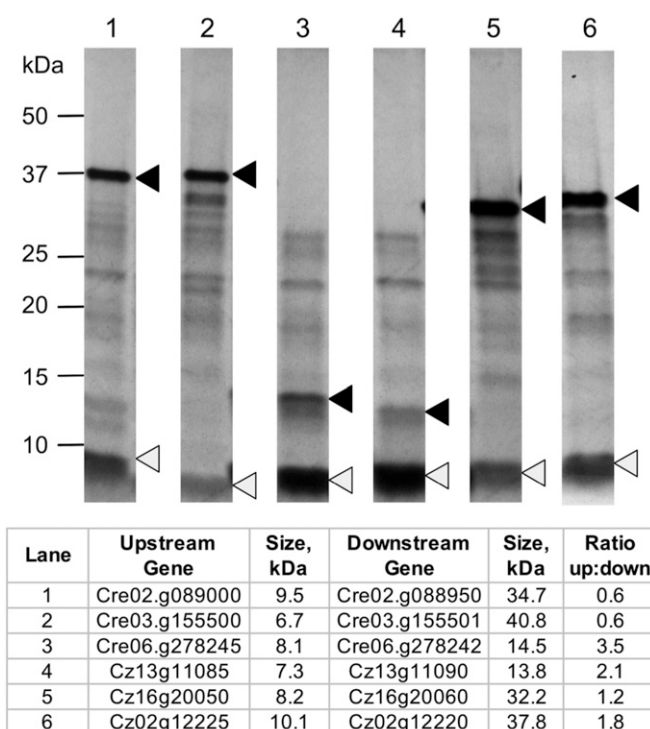 1 2 3 4 5 6
kDa
50
37
25
20
15
10
Lane Upstream Gene Size, kDa Downstream Gene Size, kDa Ratio up:down
1 Cre02.g089000 9.5 Cre02.g088950 34.7 0.6
2 Cre03.g155500 6.7 Cre03.g155501 40.8 0.6
3 Cre06.g278245 8.1 Cre06.g278242 14.5 3.5
4 Cz13g11085 7.3 Cz13g11090 13.8 2.1
5 Cz16g20050 8.2 Cz16g20060 32.2 1.2
6 Cz02g12225 10.1 Cz02g12220 37.8 1.8